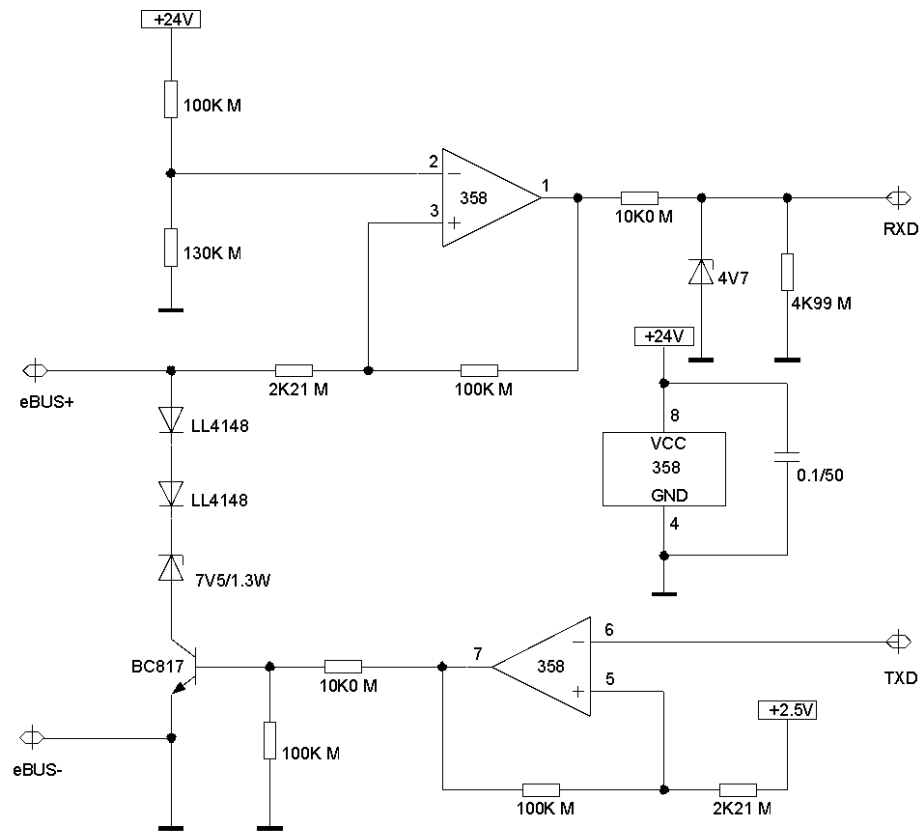 +24V
100K M
2
358
1
3
10K0 M
RXD
130K M
4V7
4K99 M
+24V
eBUS+
2K21 M
100K M
LL4148
8
VCC
358
GND
0.1/50
LL4148
4
7V5/1.3W
6
7
358
BC817
5
TXD
10K0 M
+2.5V
100K M
eBUS-
100K M
2K21 M